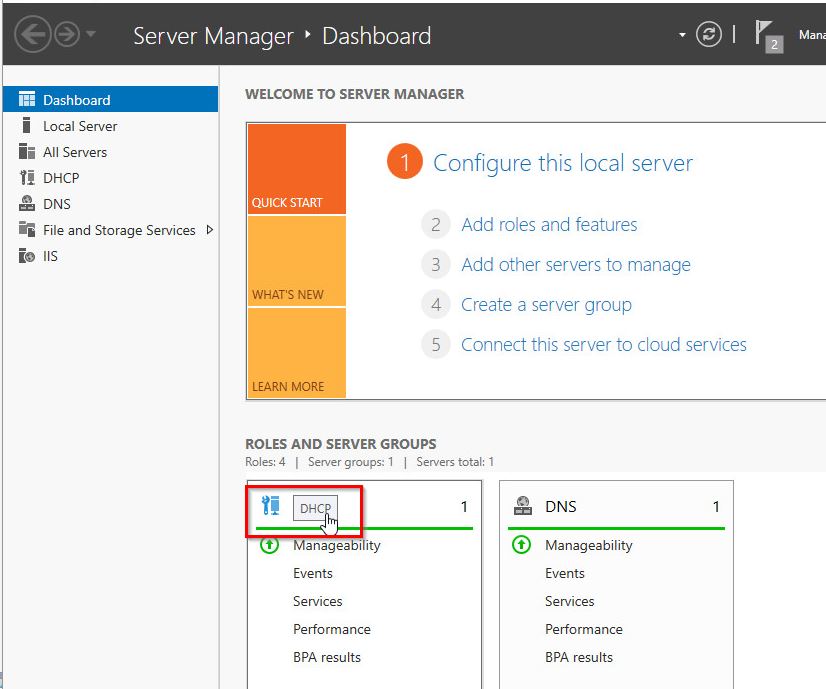 Server Manager ‣ Dashboard
2
Mana
Dashboard
Local Server
All Servers
DHCP
DNS
File and Storage Services
IIS
WELCOME TO SERVER MANAGER
QUICK START
WHAT'S NEW
LEARN MORE
1 Configure this local server
2 Add roles and features
3 Add other servers to manage
4 Create a server group
5 Connect this server to cloud services
ROLES AND SERVER GROUPS
Roles: 4 | Server groups: 1 | Servers total: 1
DHCP 1
Manageability
Events
Services
Performance
BPA results
DNS 1
Manageability
Events
Services
Performance
BPA results